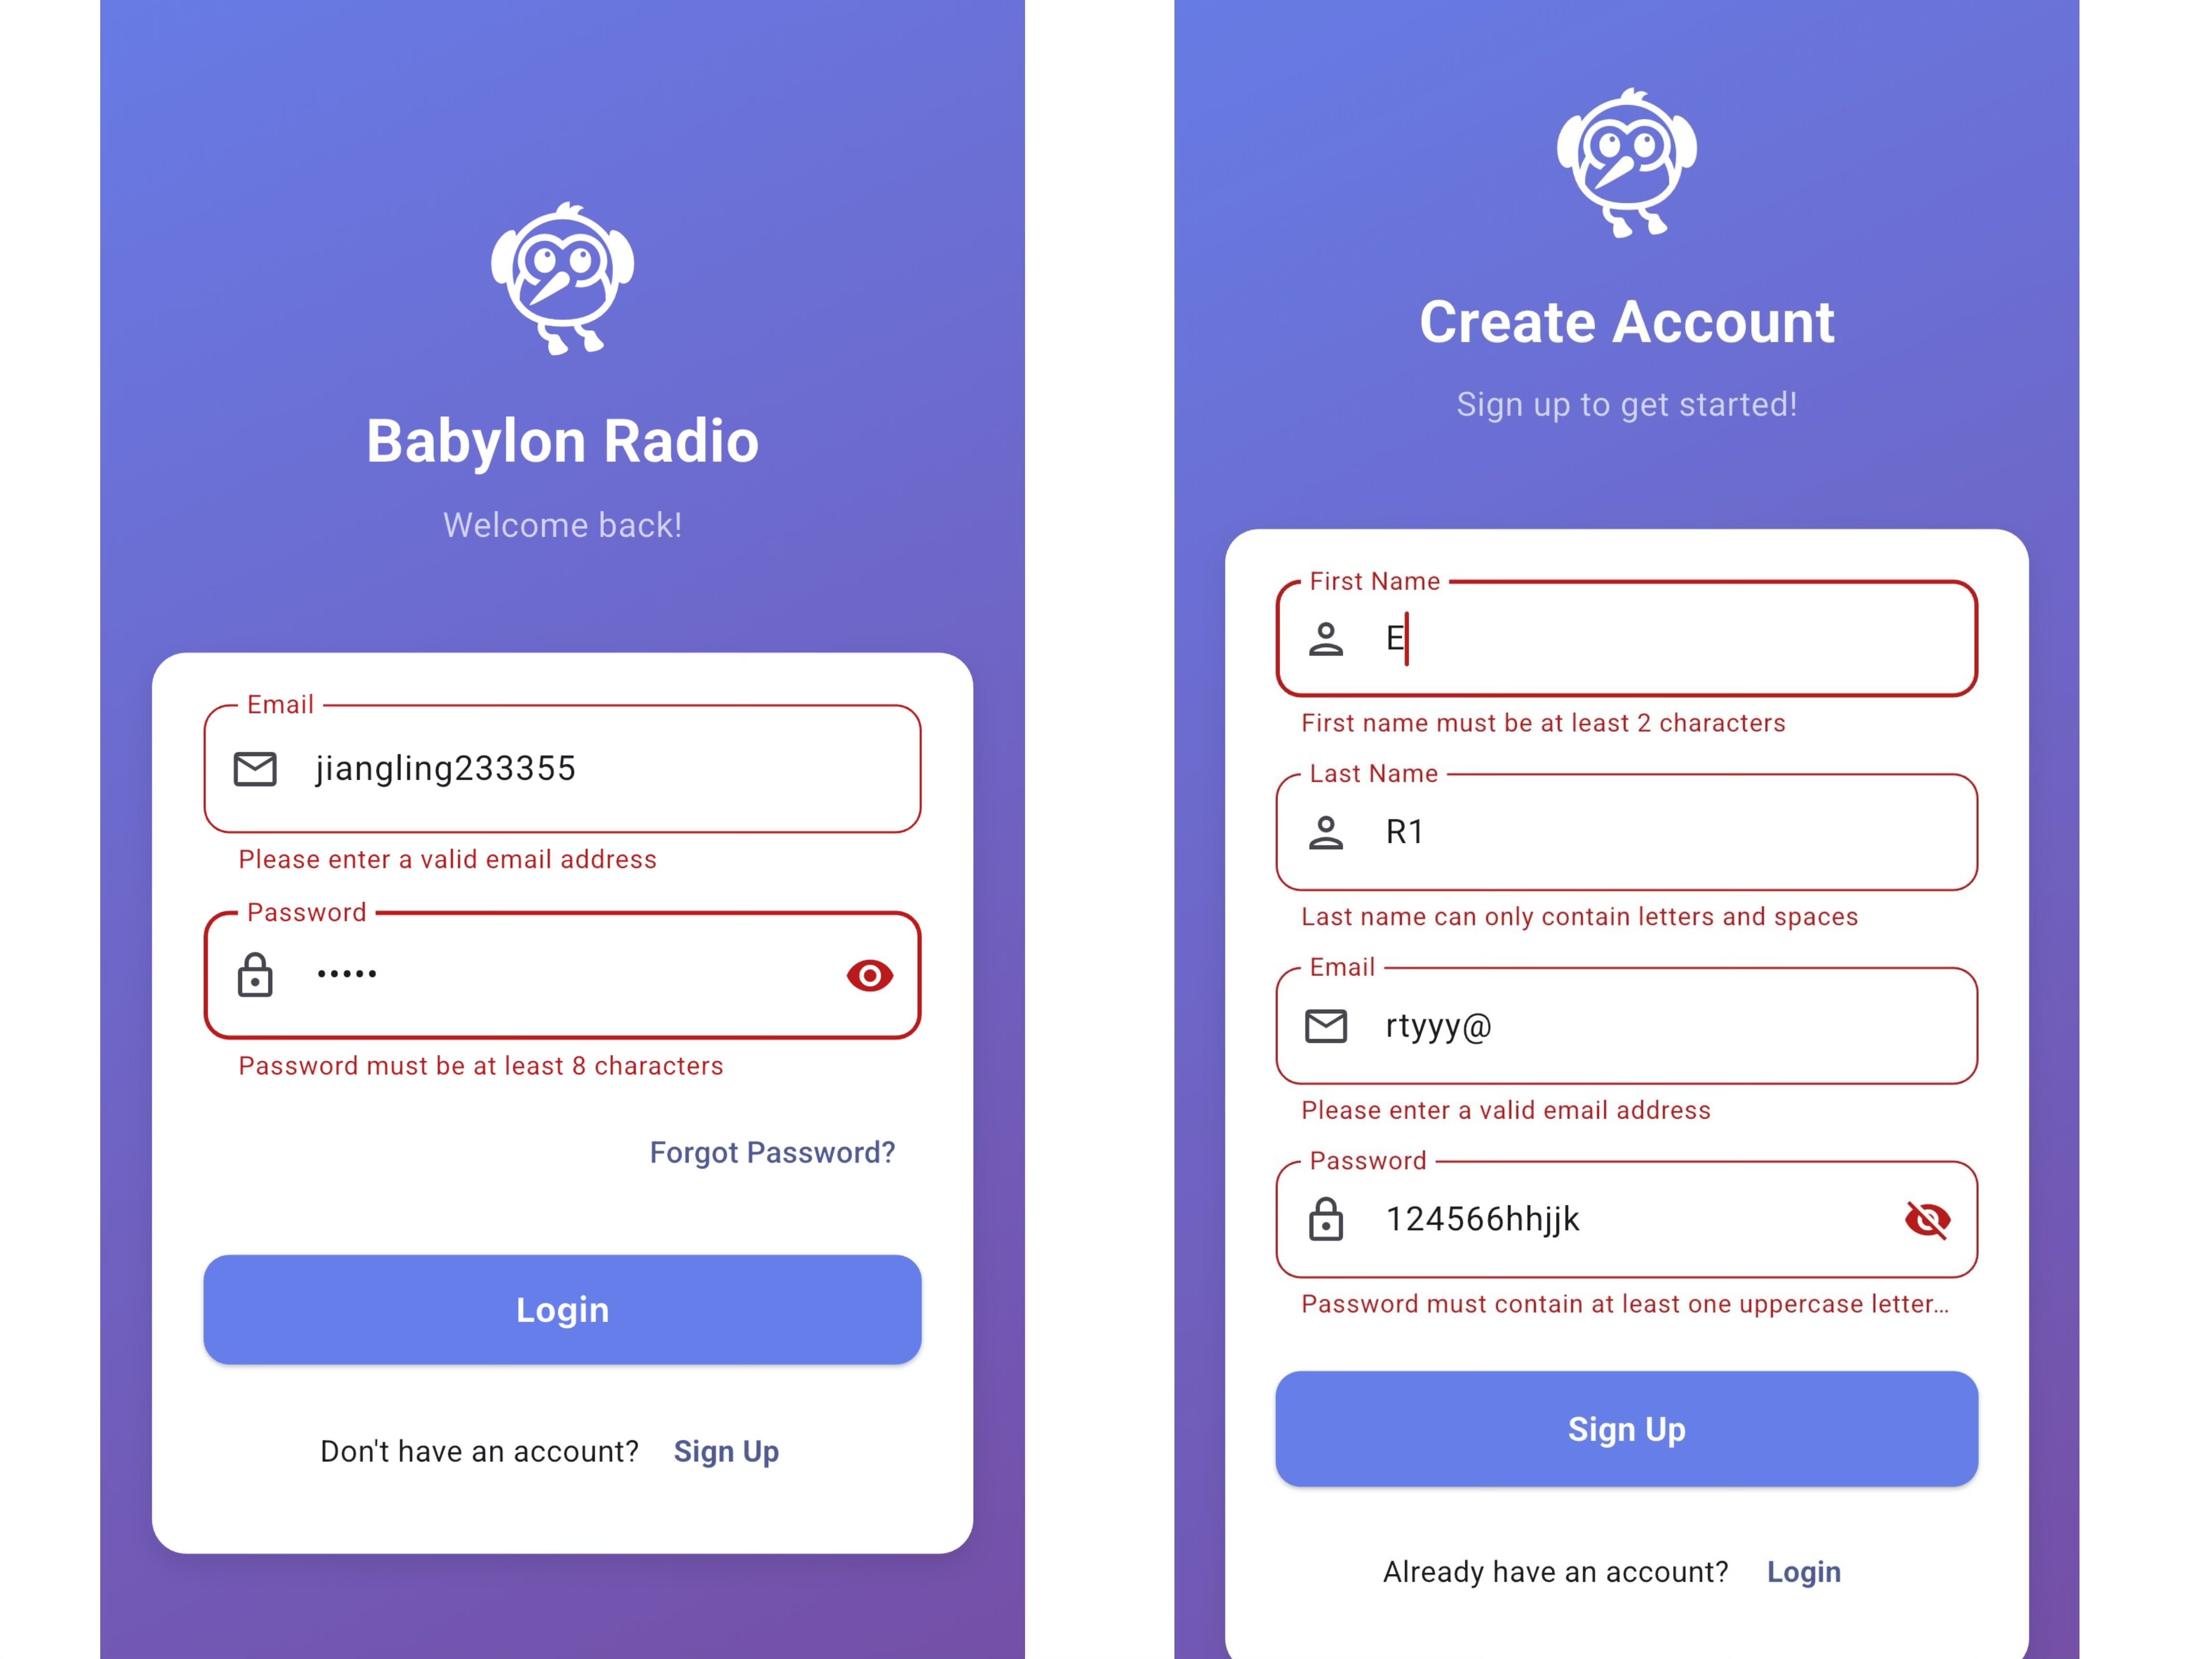 Babylon Radio
Welcome back!
Email
jiangling233355
Please enter a valid email address
Password
•••••
Password must be at least 8 characters
Forgot Password?
Login
Don't have an account? Sign Up
Create Account
Sign up to get started!
First Name
E
First name must be at least 2 characters
Last Name
R1
Last name can only contain letters and spaces
Email
rtyyy@
Please enter a valid email address
Password
124566hhjjk
Password must contain at least one uppercase letter…
Sign Up
Already have an account? Login